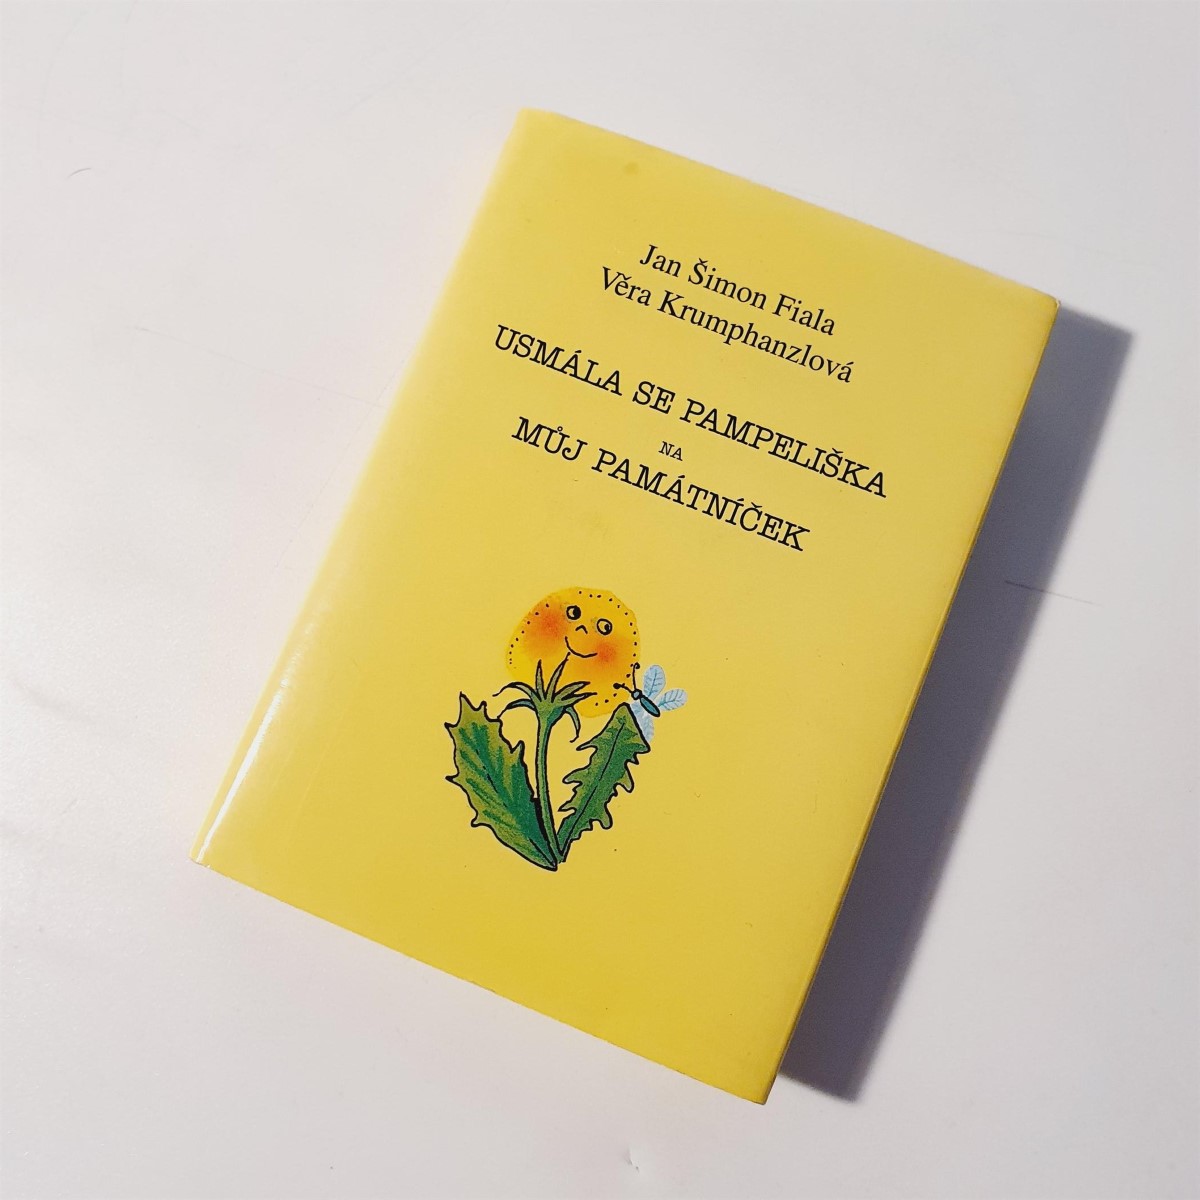 Jan Šimon Fiala
Věra Krumphanzlová
USMÁLA SE PAMPELIŠKA
NA
MŮJ PAMÁTNÍČEK